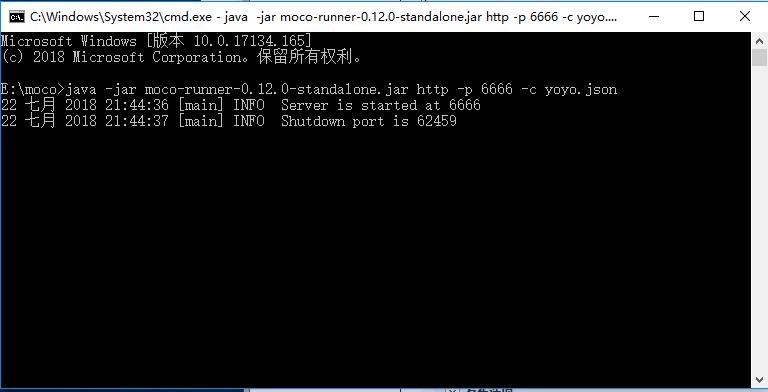 C:\Windows\System32\cmd.exe - java  -jar moco-runner-0.12.0-standalone.jar http -p 6666 -c yoyo....
Microsoft Windows [版本 10.0.17134.165]
(c) 2018 Microsoft Corporation。保留所有权利。
E:\moco>java -jar moco-runner-0.12.0-standalone.jar http -p 6666 -c yoyo.json
22 七月 2018 21:44:36 [main] INFO  Server is started at 6666
22 七月 2018 21:44:37 [main] INFO  Shutdown port is 62459